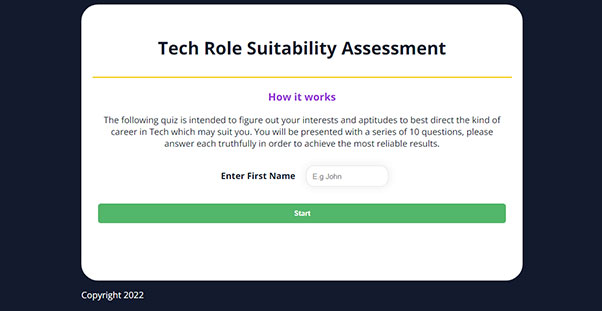 Tech Role Suitability Assessment
How it works
The following quiz is intended to figure out your interests and aptitudes to best direct the kind of
career in Tech which may suit you. You will be presented with a series of 10 questions, please
answer each truthfully in order to achieve the most reliable results.
Enter First Name E.g John
Start
Copyright 2022